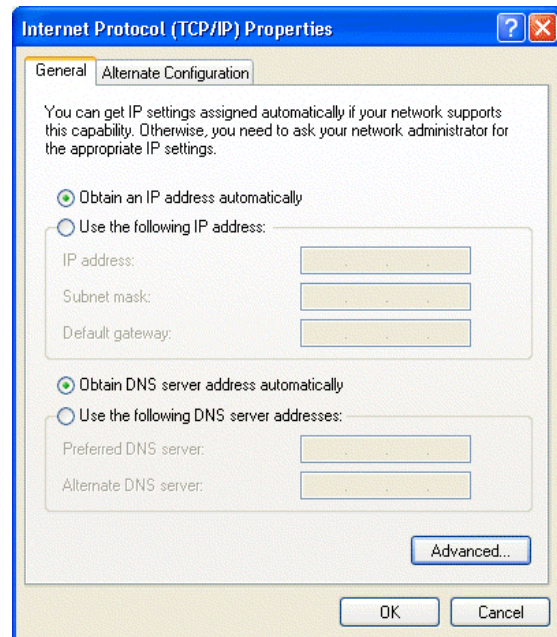 Internet Protocol (TCP/IP) Properties
General Alternate Configuration
You can get IP settings assigned automatically if your network supports
this capability. Otherwise, you need to ask your network administrator for
the appropriate IP settings.
Obtain an IP address automatically
Use the following IP address:
IP address:
Subnet mask:
Default gateway:
Obtain DNS server address automatically
Use the following DNS server addresses:
Preferred DNS server:
Alternate DNS server:
Advanced...
OK Cancel